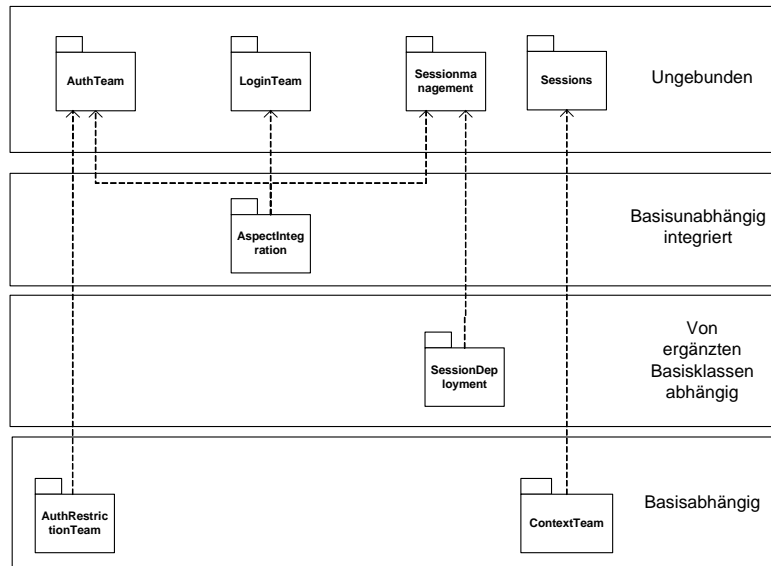 AuthTeam
LoginTeam
Sessionma
nagement
Sessions
Ungebunden
AspectInteg
ration
Basisunabhängig
integriert
SessionDep
loyment
Von
ergänzten
Basisklassen
abhängig
AuthRestric
tionTeam
ContextTeam
Basisabhängig